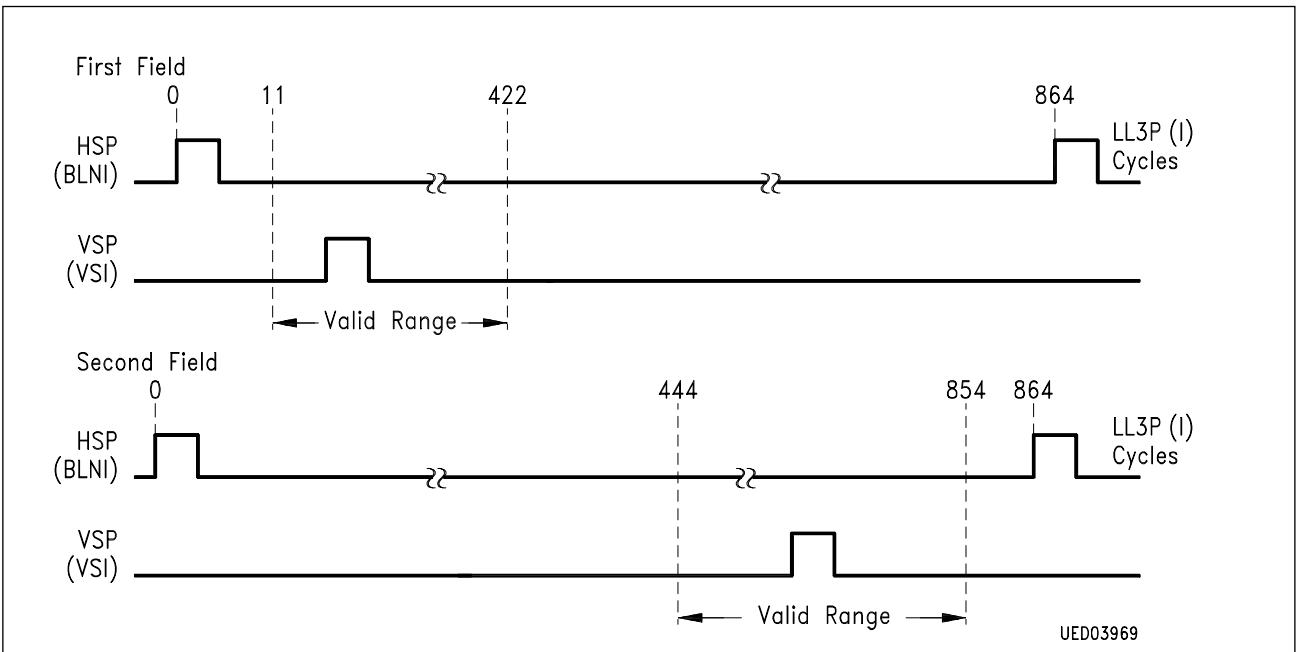 First Field
0 11 422 864
HSP
(BLNI)
LL3P (I)
Cycles
VSP
(VSI)
Valid Range
Second Field
0 444 854 864
HSP
(BLNI)
LL3P (I)
Cycles
VSP
(VSI)
Valid Range
UED03969